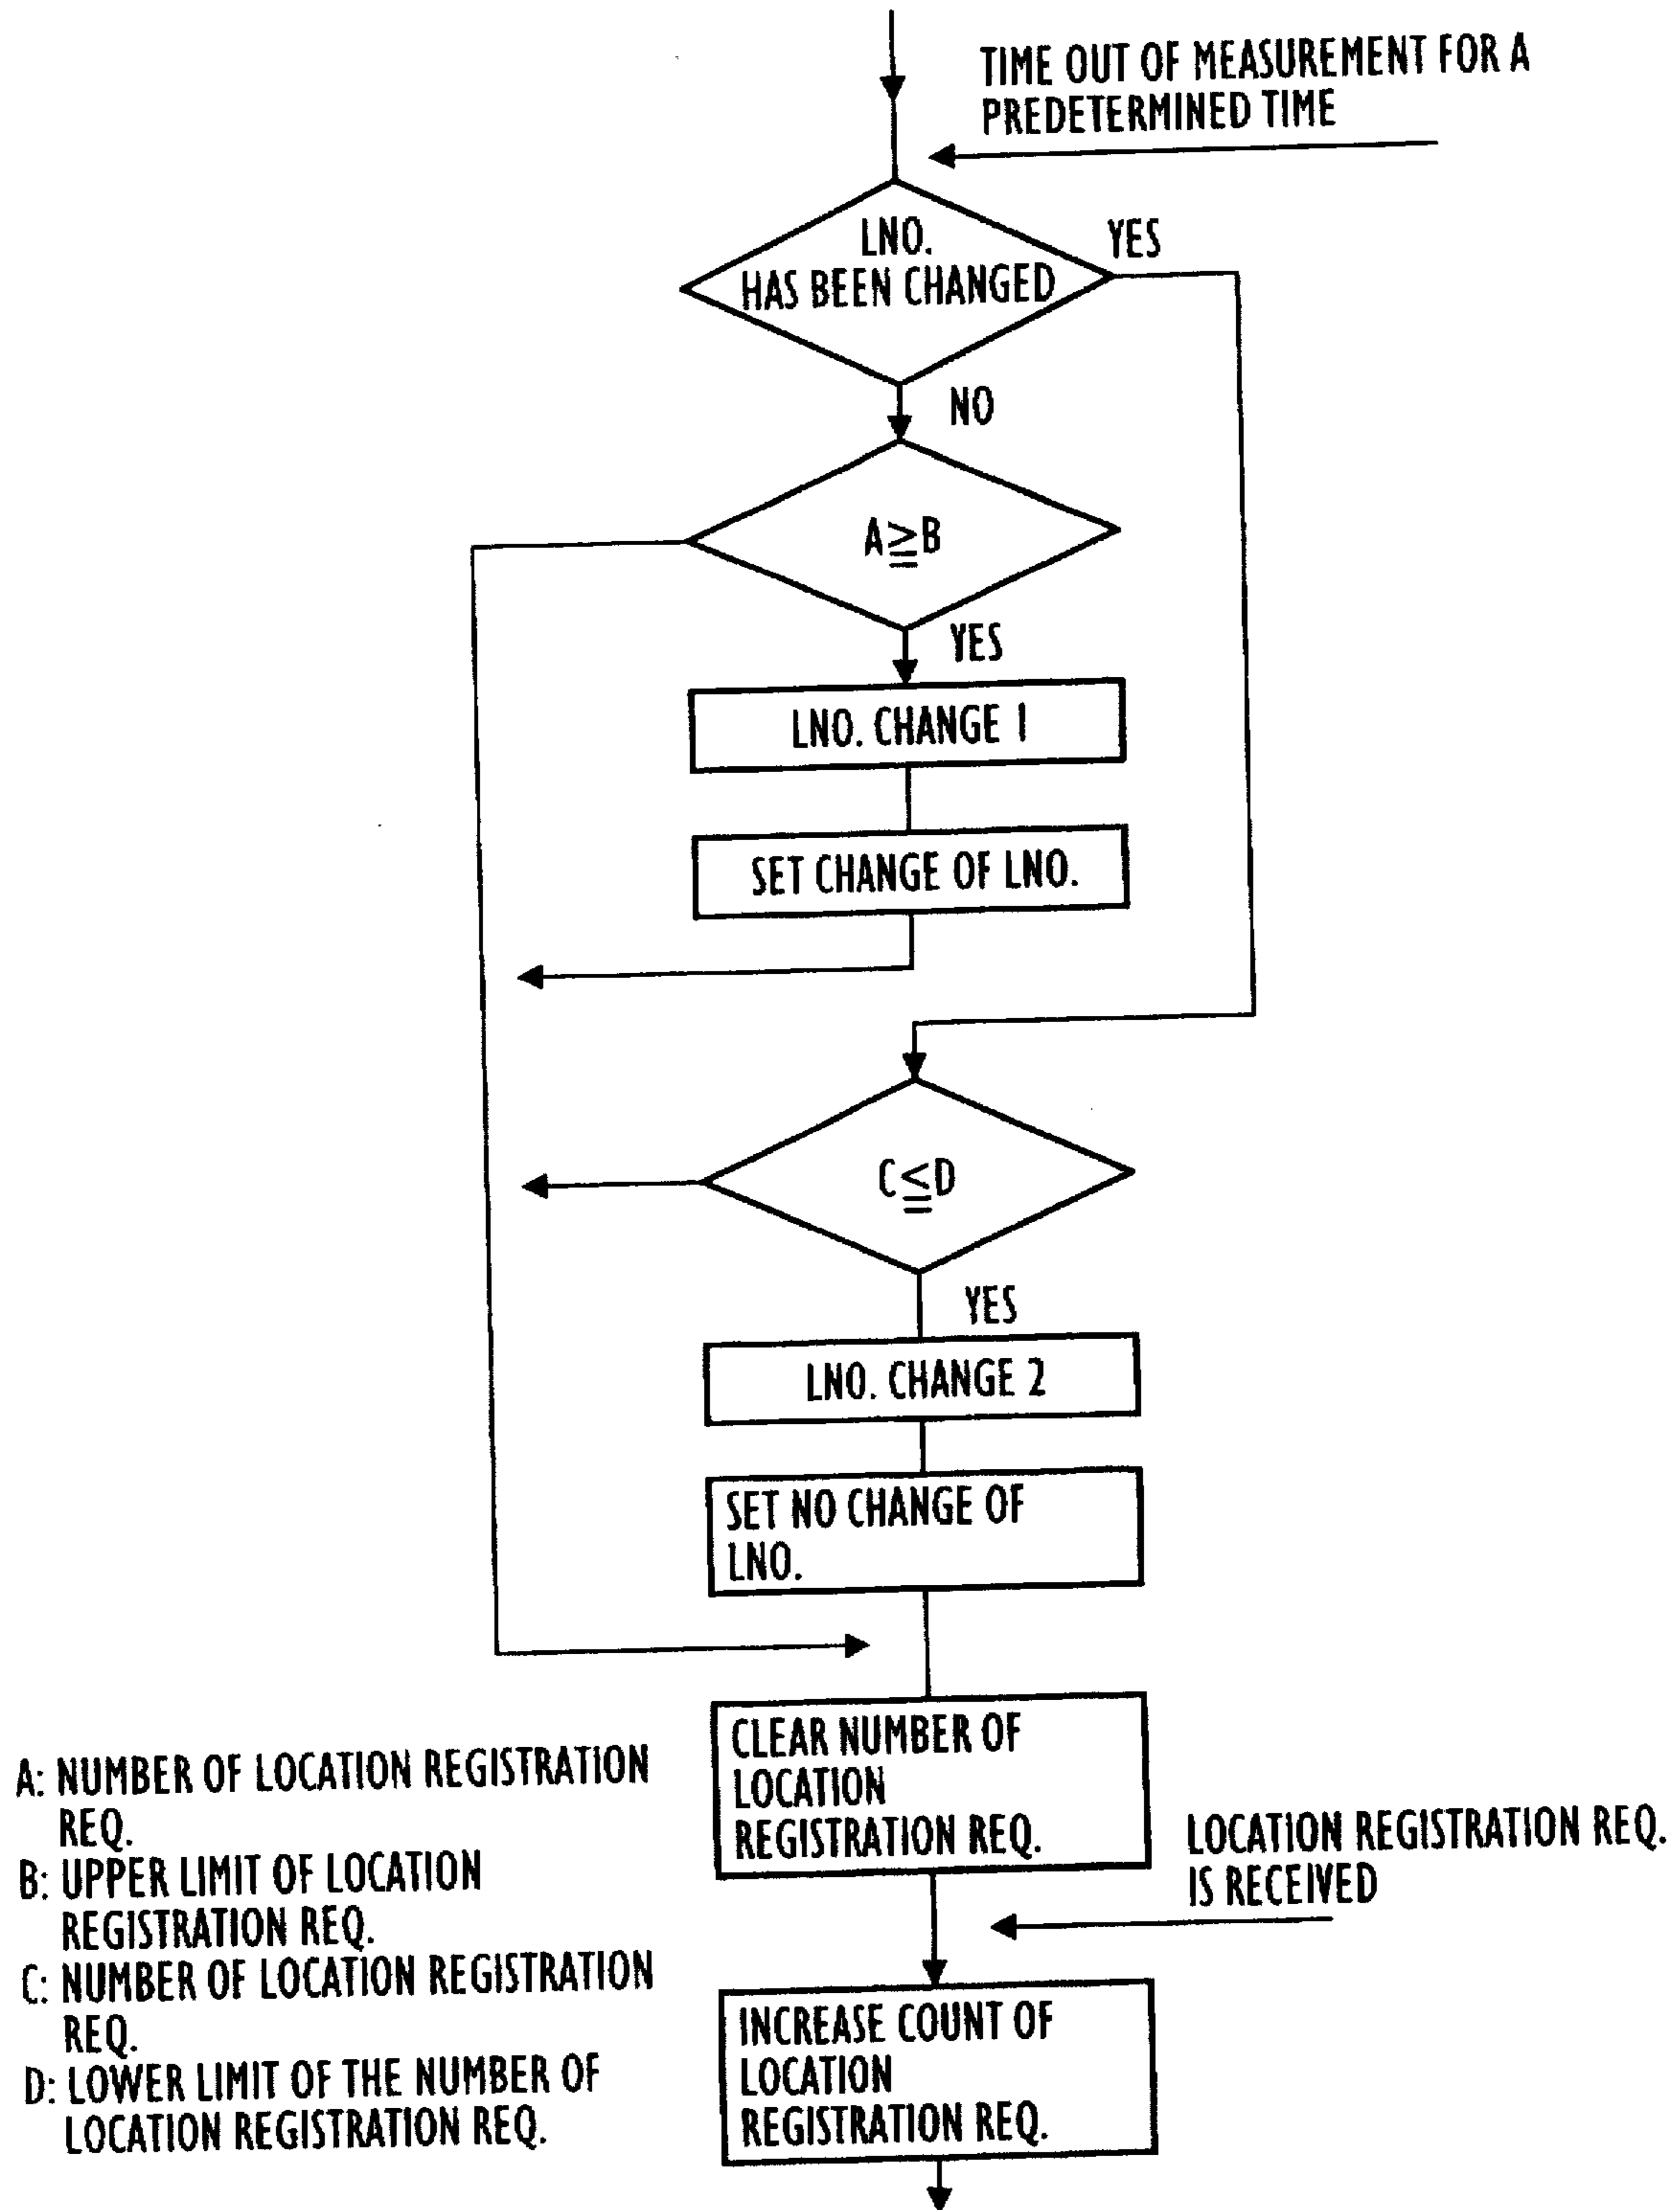 TIME OUT OF MEASUREMENT FOR A
PREDETERMINED TIME
LNO.
HAS BEEN CHANGED
YES
NO
A≧B
YES
LNO. CHANGE 1
SET CHANGE OF LNO.
C≦D
YES
LNO. CHANGE 2
SET NO CHANGE OF
LNO.
CLEAR NUMBER OF
LOCATION
REGISTRATION REQ.
LOCATION REGISTRATION REQ.
IS RECEIVED
INCREASE COUNT OF
LOCATION
REGISTRATION REQ.
A: NUMBER OF LOCATION REGISTRATION
REQ.
B: UPPER LIMIT OF LOCATION
REGISTRATION REQ.
C: NUMBER OF LOCATION REGISTRATION
REQ.
D: LOWER LIMIT OF THE NUMBER OF
LOCATION REGISTRATION REQ.